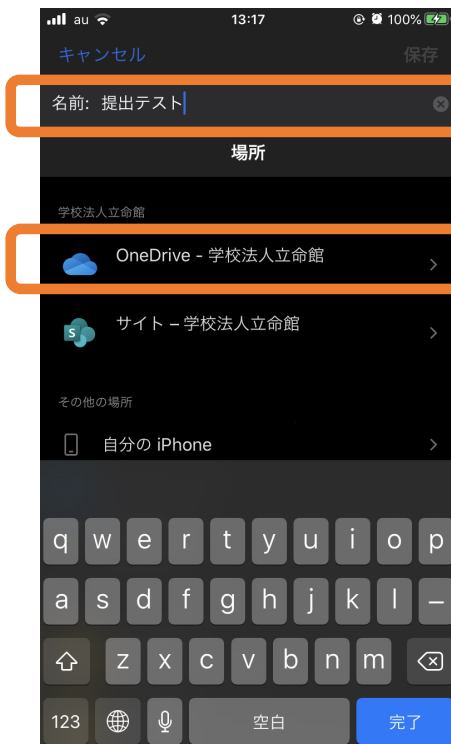 au 13:17 100%
キャンセル 保存
名前: 提出テスト
場所
学校法人立命館
OneDrive - 学校法人立命館
S サイト – 学校法人立命館
その他の場所
自分の iPhone
q w e r t y u i o p
a s d f g h j k l –
z x c v b n m
123 空白 完了